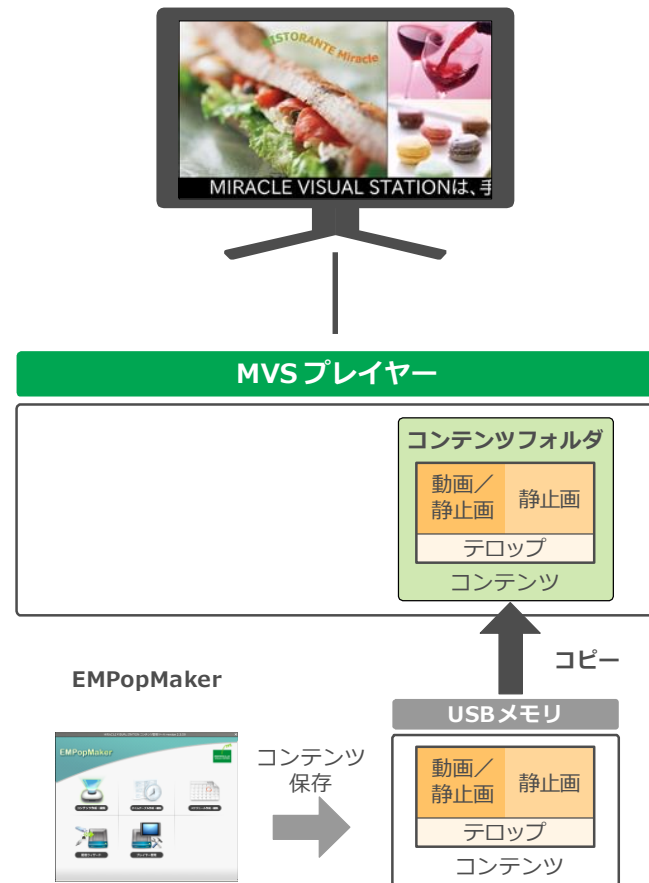 RISTORANTE Miracle
MIRACLE VISUAL STATIONは、手
MVSプレイヤー
コンテンツフォルダ
動画／
静止画
静止画
テロップ
コンテンツ
コピー
EMPopMaker
USBメモリ
EMPopMaker
コンテンツ
保存
動画／
静止画
静止画
テロップ
コンテンツ